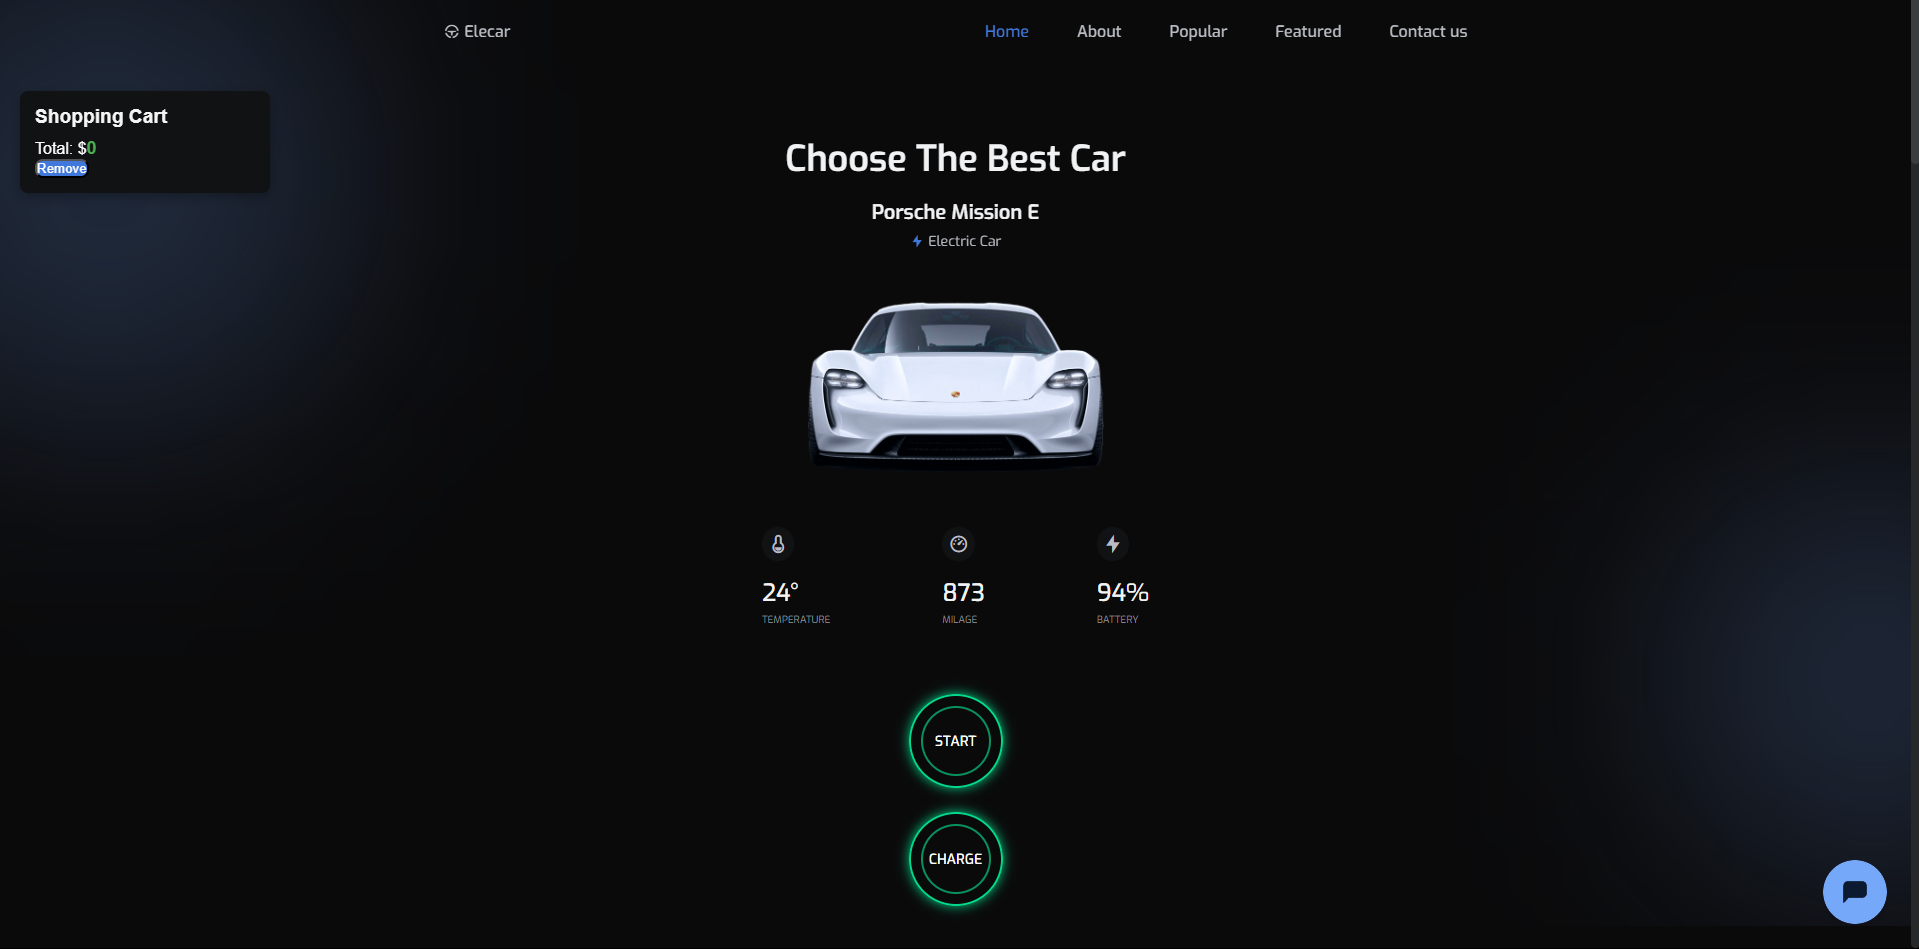 Elecar
Home About Popular Featured Contact us
Shopping Cart
Total: $0
Remove
Choose The Best Car
Porsche Mission E
Electric Car
24° 873 94%
TEMPERATURE MILAGE BATTERY
START
CHARGE